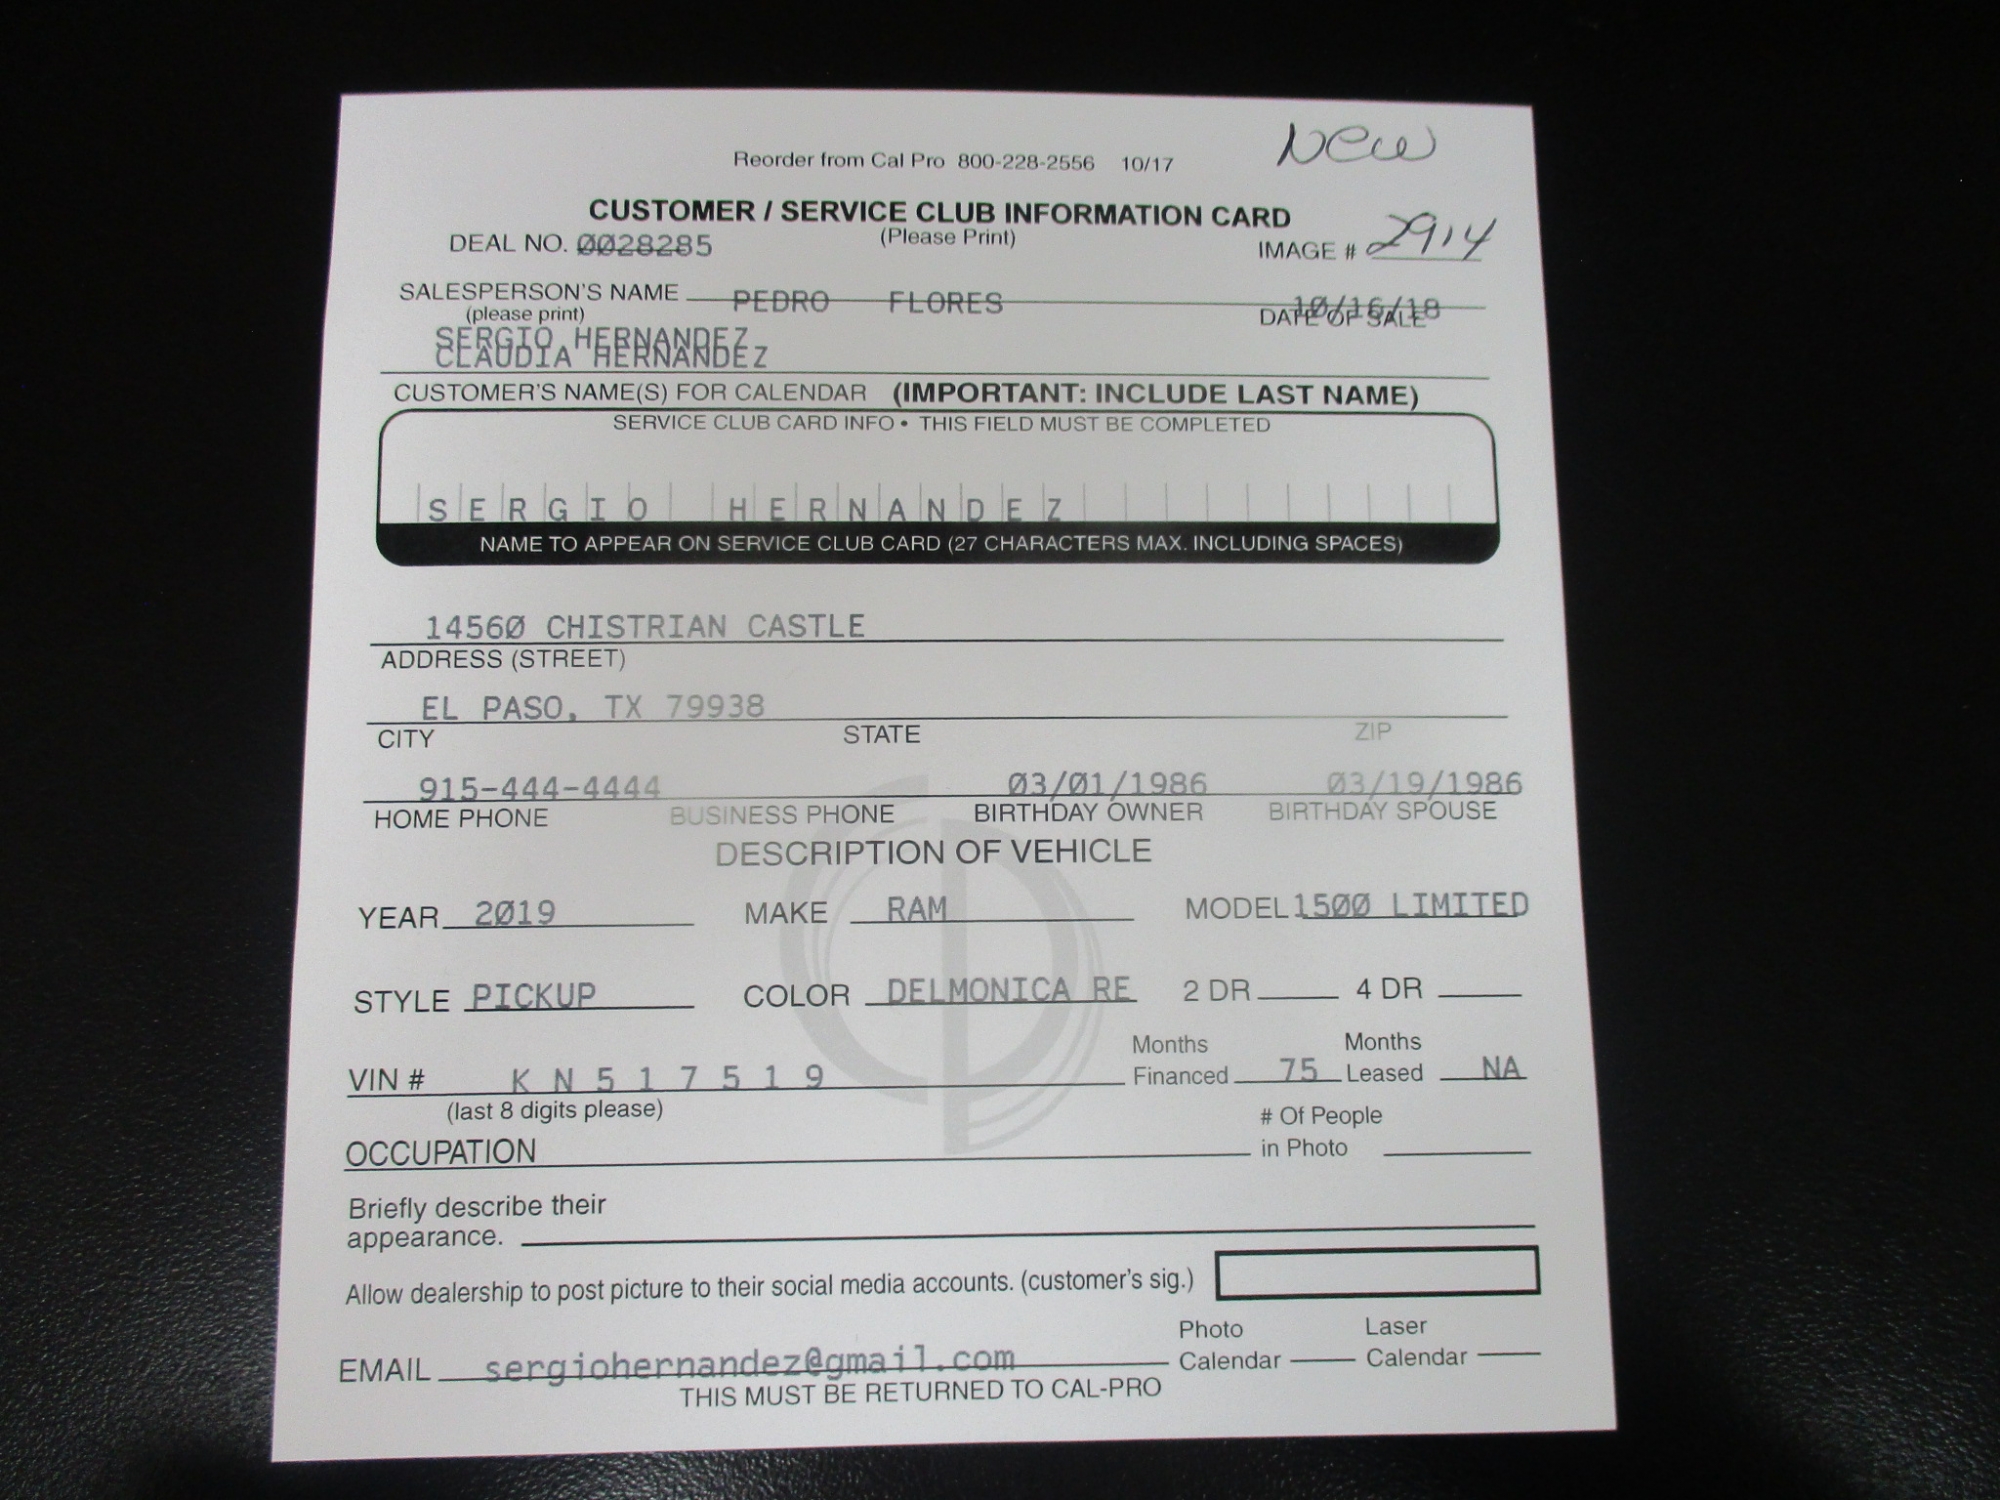 New
Reorder from Cal Pro 800-228-2556 10/17
CUSTOMER / SERVICE CLUB INFORMATION CARD
(Please Print)
DEAL NO. 0028285
IMAGE # 2914
SALESPERSON'S NAME PEDRO FLORES 10/16/18
(please print) DATE OF SALE
SERGIO HERNANDEZ
CLAUDIA HERNANDEZ
CUSTOMER'S NAME(S) FOR CALENDAR (IMPORTANT: INCLUDE LAST NAME)
SERVICE CLUB CARD INFO • THIS FIELD MUST BE COMPLETED
SERGIO HERNANDEZ
NAME TO APPEAR ON SERVICE CLUB CARD (27 CHARACTERS MAX. INCLUDING SPACES)
14560 CHISTRIAN CASTLE
ADDRESS (STREET)
EL PASO, TX 79938
CITY STATE ZIP
915-444-4444 03/01/1986 03/19/1986
HOME PHONE BUSINESS PHONE BIRTHDAY OWNER BIRTHDAY SPOUSE
DESCRIPTION OF VEHICLE
YEAR 2019 MAKE RAM MODEL 1500 LIMITED
STYLE PICKUP COLOR DELMONICA RE 2 DR 4 DR
Months Months
VIN # K N 5 1 7 5 1 9 Financed 75 Leased NA
(last 8 digits please)
# Of People
OCCUPATION in Photo
Briefly describe their
appearance.
Allow dealership to post picture to their social media accounts. (customer's sig.)
Photo Laser
EMAIL sergiohernandez@gmail.com Calendar Calendar
THIS MUST BE RETURNED TO CAL-PRO